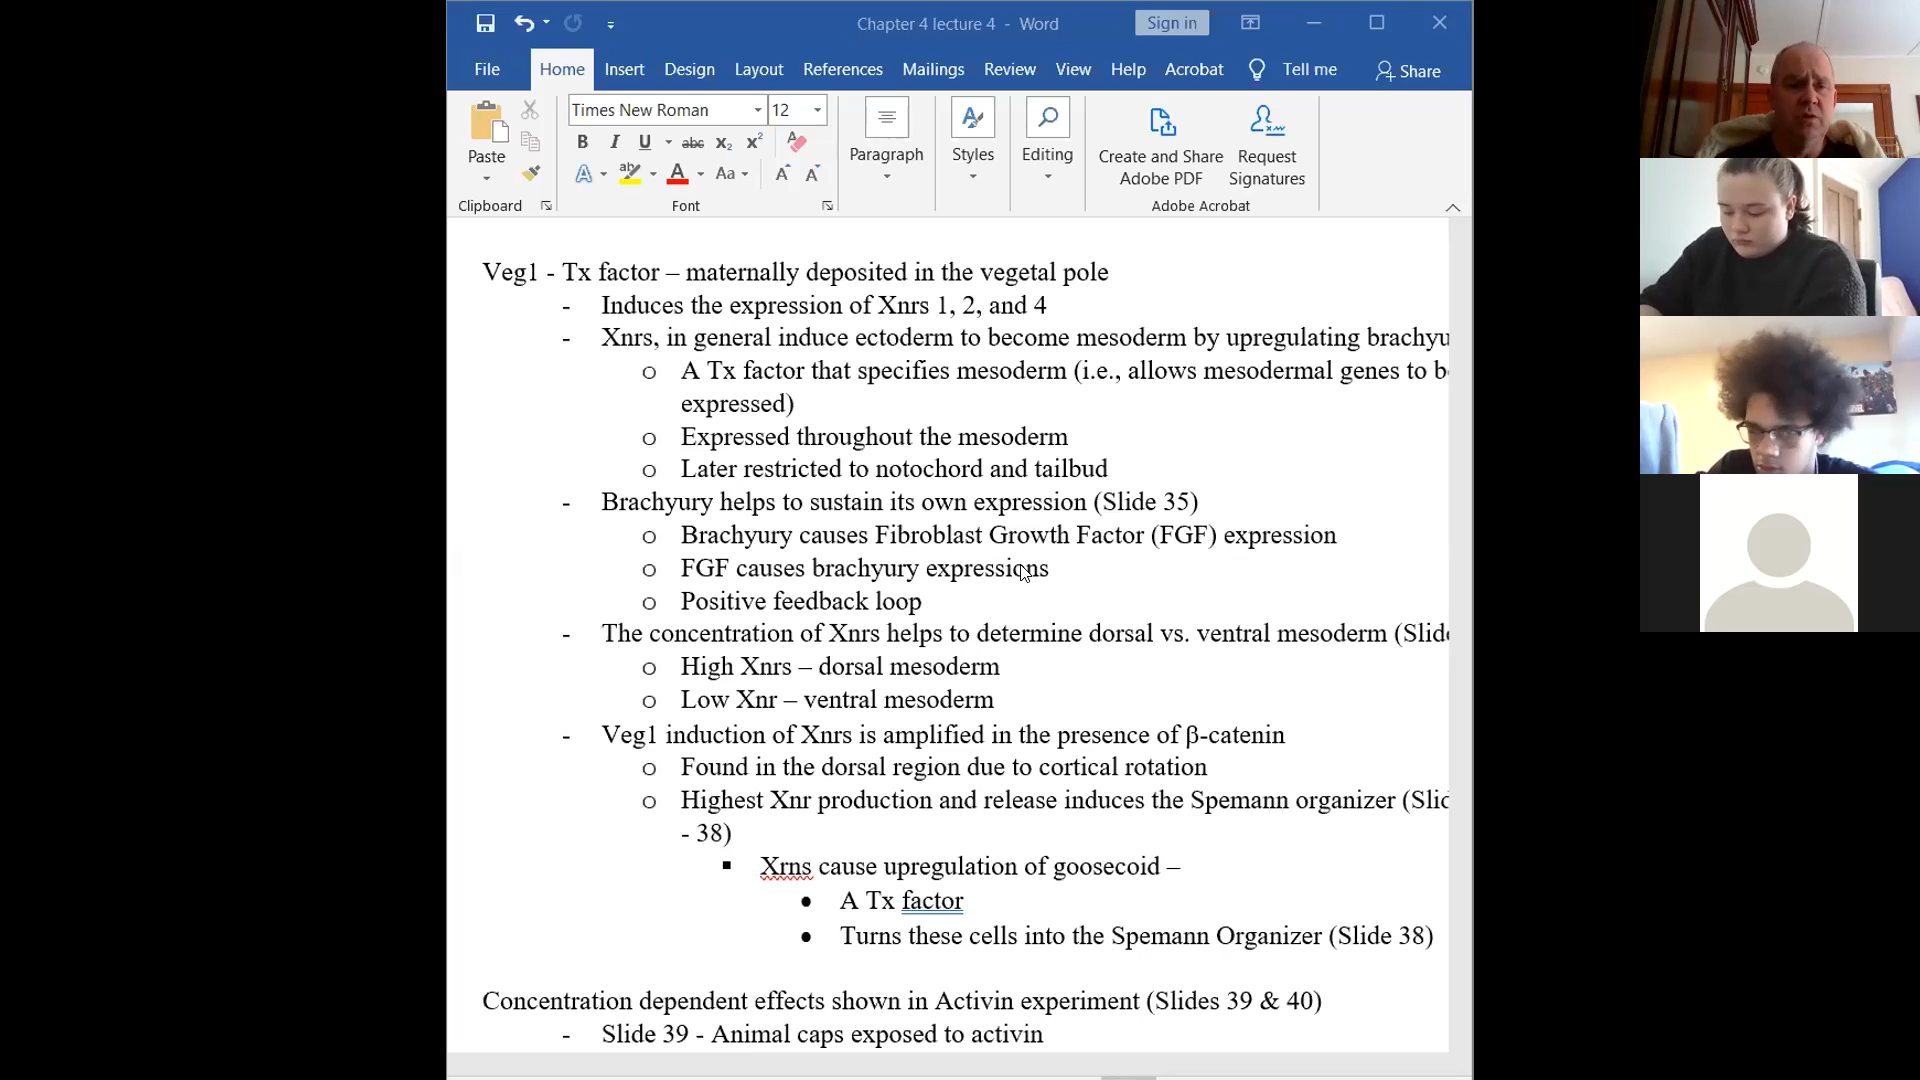 Chapter 4 lecture 4 - Word
Sign in
File Home Insert Design Layout References Mailings Review View Help Acrobat Tell me Share
Times New Roman 12
Paste
B I U abc x₂ x²
A ab A Aa A A
Paragraph
Styles
Editing
Create and Share
Adobe PDF
Request
Signatures
Clipboard
Font
Adobe Acrobat
Veg1 - Tx factor – maternally deposited in the vegetal pole
- Induces the expression of Xnrs 1, 2, and 4
- Xnrs, in general induce ectoderm to become mesoderm by upregulating brachyu
o A Tx factor that specifies mesoderm (i.e., allows mesodermal genes to b
expressed)
o Expressed throughout the mesoderm
o Later restricted to notochord and tailbud
- Brachyury helps to sustain its own expression (Slide 35)
o Brachyury causes Fibroblast Growth Factor (FGF) expression
o FGF causes brachyury expressions
o Positive feedback loop
- The concentration of Xnrs helps to determine dorsal vs. ventral mesoderm (Slid
o High Xnrs – dorsal mesoderm
o Low Xnr – ventral mesoderm
- Veg1 induction of Xnrs is amplified in the presence of β-catenin
o Found in the dorsal region due to cortical rotation
o Highest Xnr production and release induces the Spemann organizer (Slid
- 38)
▪ Xrns cause upregulation of goosecoid –
• A Tx factor
• Turns these cells into the Spemann Organizer (Slide 38)
Concentration dependent effects shown in Activin experiment (Slides 39 & 40)
- Slide 39 - Animal caps exposed to activin